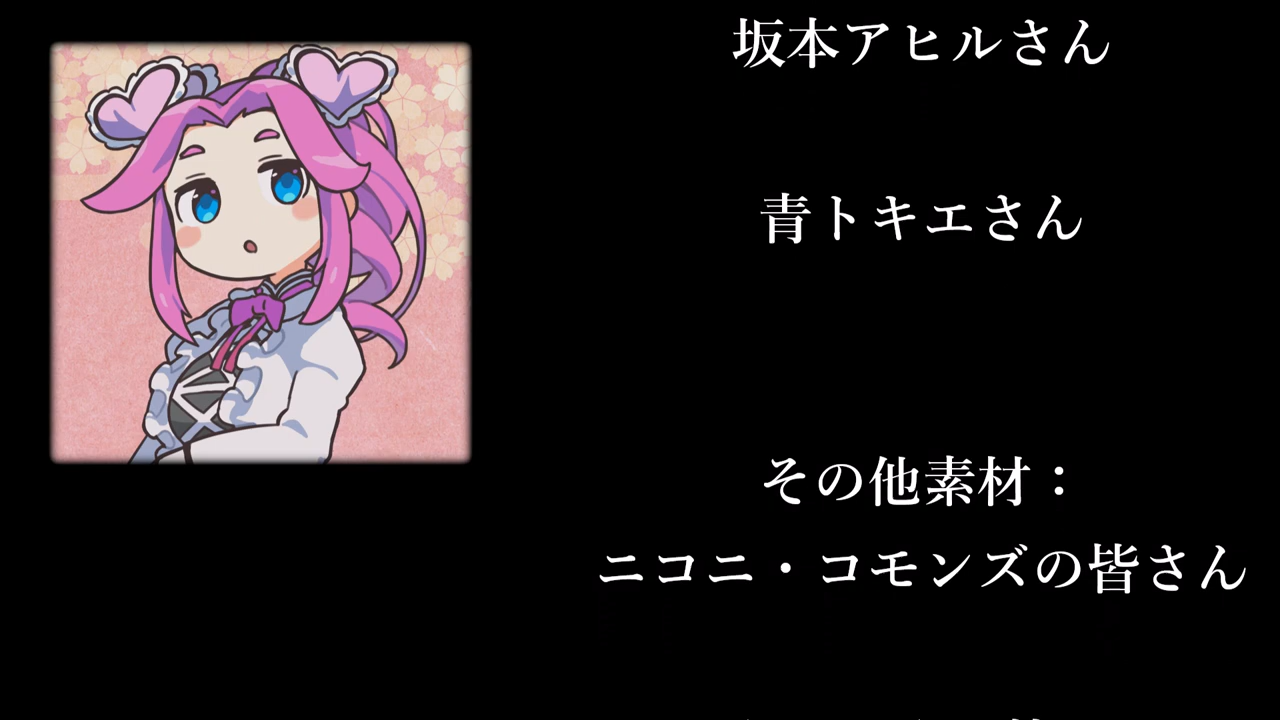 坂本アヒルさん
青トキエさん
その他素材：
ニコニ・コモンズの皆さん